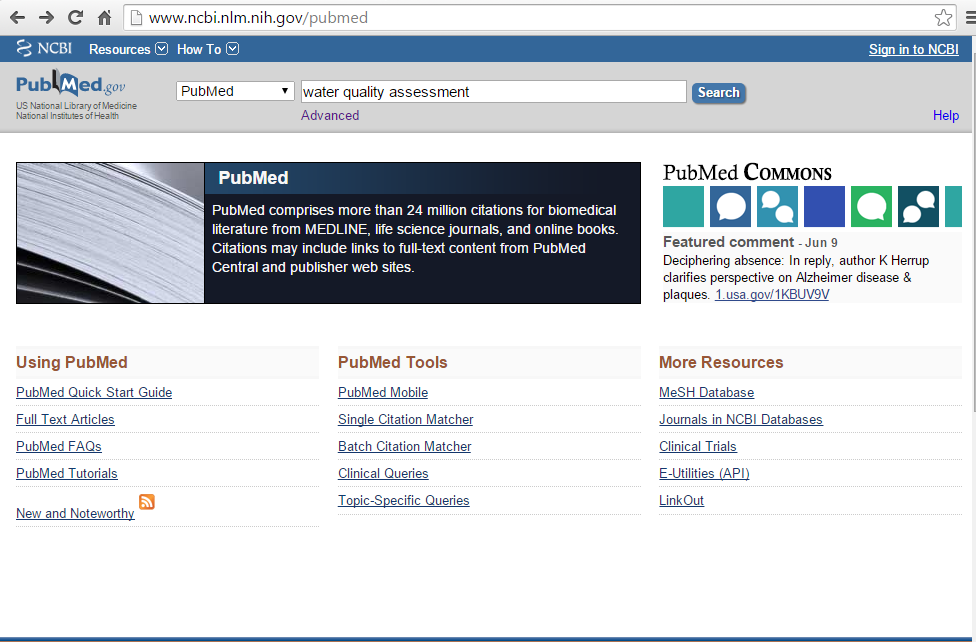 www.ncbi.nlm.nih.gov/pubmed
NCBI Resources How To Sign in to NCBI
PubMed.gov
US National Library of Medicine
National Institutes of Health
PubMed water quality assessment Search
Advanced
Help
PubMed
PubMed comprises more than 24 million citations for biomedical
literature from MEDLINE, life science journals, and online books.
Citations may include links to full-text content from PubMed
Central and publisher web sites.
PubMed COMMONS
Featured comment - Jun 9
Deciphering absence: In reply, author K Herrup
clarifies perspective on Alzheimer disease &
plaques. 1.usa.gov/1KBUV9V
Using PubMed
PubMed Quick Start Guide
Full Text Articles
PubMed FAQs
PubMed Tutorials
New and Noteworthy
PubMed Tools
PubMed Mobile
Single Citation Matcher
Batch Citation Matcher
Clinical Queries
Topic-Specific Queries
More Resources
MeSH Database
Journals in NCBI Databases
Clinical Trials
E-Utilities (API)
LinkOut